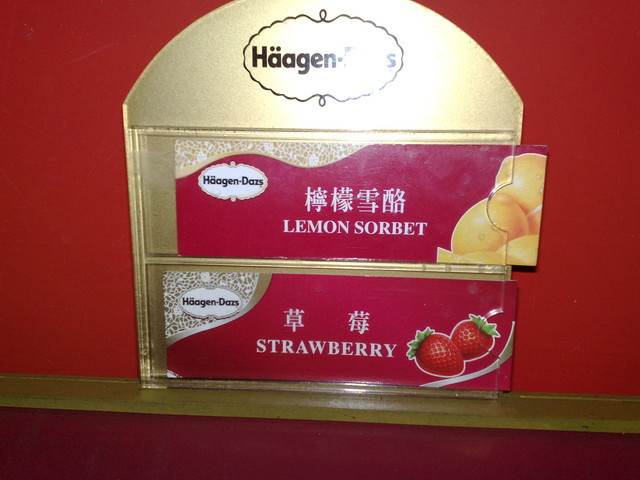 Häagen-Dazs
Häagen-Dazs
檸檬雪酪
LEMON SORBET
Häagen-Dazs
草莓
STRAWBERRY